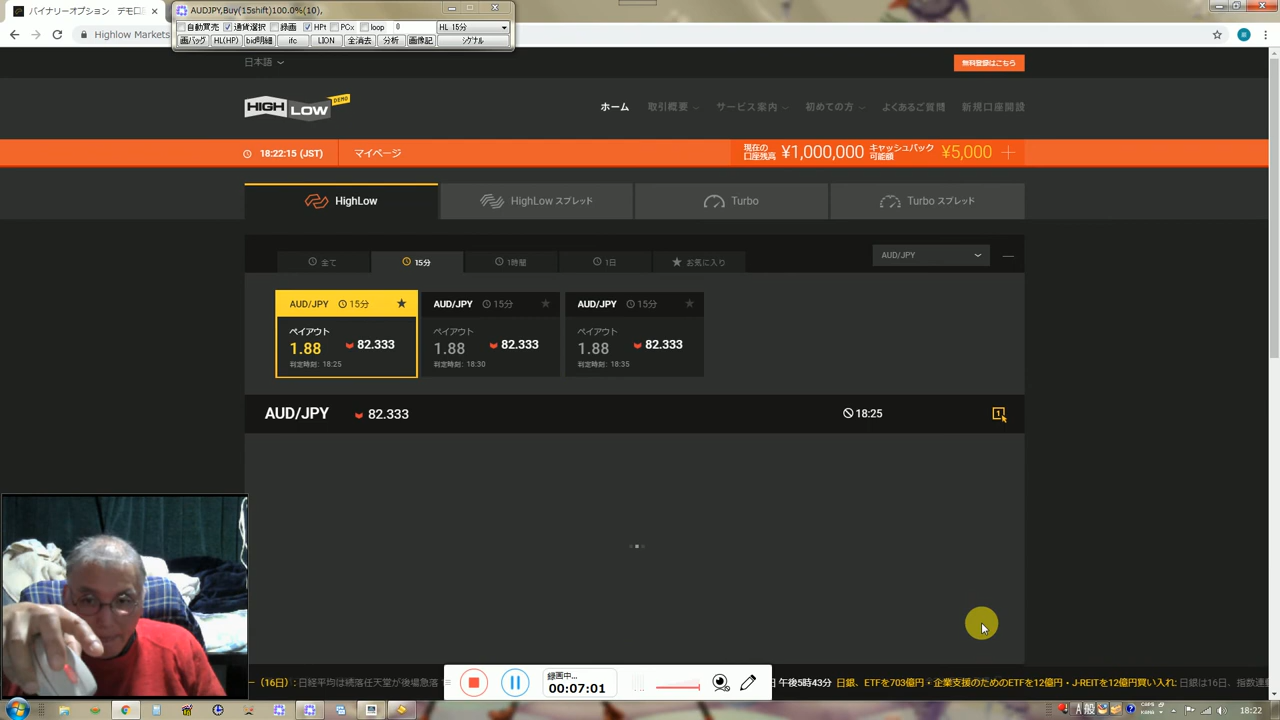 バイナリーオプション デモ口
AUDJPY,Buy(15shift)100.0%(10),
自動買売 通貨選択 録画 HPt PCx loop 0 HL 15分
画バッグ HL(HP) bid明細 ifc LION 全消去 分析 画像記 シグナル
Highlow Markets
日本語
無料登録はこちら
HIGH LOW DEMO
ホーム 取引概要 サービス案内 初めての方 よくあるご質問 新規口座開設
18:22:15 (JST) マイページ 現在の口座残高 ¥1,000,000 キャッシュバック可能額 ¥5,000
HighLow HighLow スプレッド Turbo Turbo スプレッド
全て 15分 1時間 1日 お気に入り AUD/JPY
AUD/JPY 15分 AUD/JPY 15分 AUD/JPY 15分
ペイアウト ペイアウト ペイアウト
1.88 82.333 1.88 82.333 1.88 82.333
判定時刻: 18:25 判定時刻: 18:30 判定時刻: 18:35
AUD/JPY 82.333 18:25 1
録画中...
00:07:01
(16日)：日経平均は続落任天堂が後場急落 日 午後5時43分 日銀、ETFを703億円・企業支援のためのETFを12億円・J-REITを12億円買い入れ: 日銀は16日、指数連
18:22